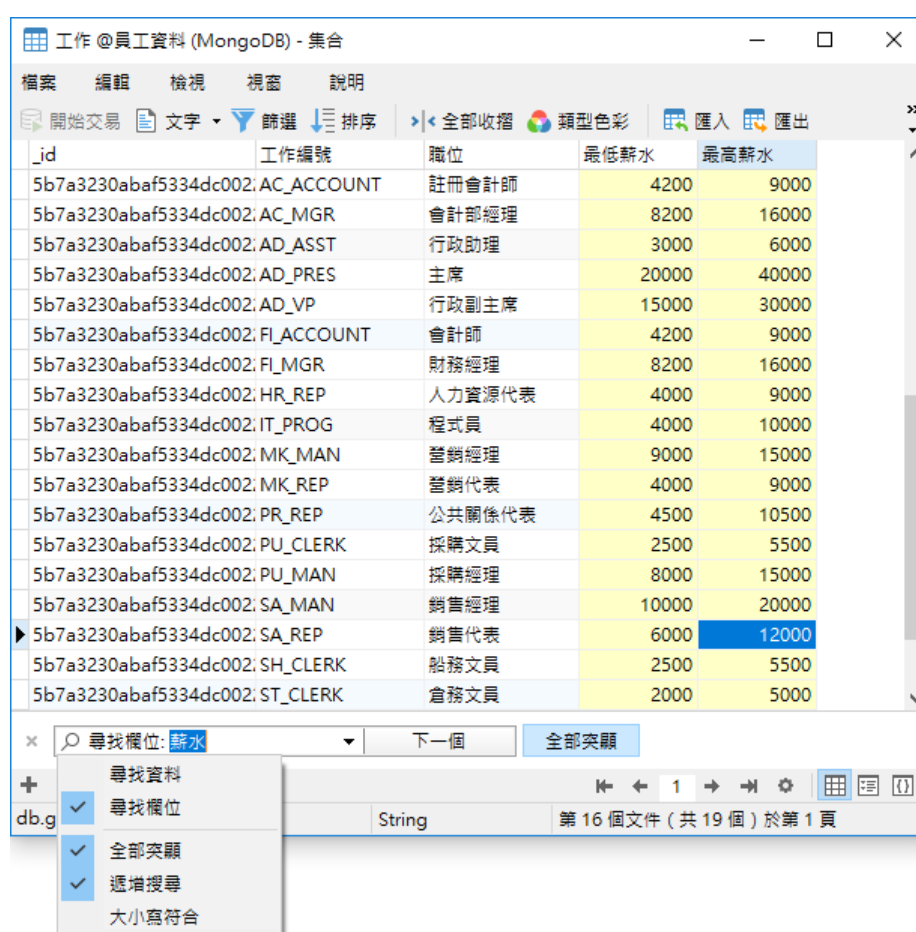 工作 @員工資料 (MongoDB) - 集合
檔案 編輯 檢視 視窗 說明
開始交易 文字 篩選 排序 全部收摺 類型色彩 匯入 匯出
_id 工作編號 職位 最低薪水 最高薪水
5b7a3230abaf5334dc002 AC_ACCOUNT 註冊會計師 4200 9000
5b7a3230abaf5334dc002 AC_MGR 會計部經理 8200 16000
5b7a3230abaf5334dc002 AD_ASST 行政助理 3000 6000
5b7a3230abaf5334dc002 AD_PRES 主席 20000 40000
5b7a3230abaf5334dc002 AD_VP 行政副主席 15000 30000
5b7a3230abaf5334dc002 FI_ACCOUNT 會計師 4200 9000
5b7a3230abaf5334dc002 FI_MGR 財務經理 8200 16000
5b7a3230abaf5334dc002 HR_REP 人力資源代表 4000 9000
5b7a3230abaf5334dc002 IT_PROG 程式員 4000 10000
5b7a3230abaf5334dc002 MK_MAN 營銷經理 9000 15000
5b7a3230abaf5334dc002 MK_REP 營銷代表 4000 9000
5b7a3230abaf5334dc002 PR_REP 公共關係代表 4500 10500
5b7a3230abaf5334dc002 PU_CLERK 採購文員 2500 5500
5b7a3230abaf5334dc002 PU_MAN 採購經理 8000 15000
5b7a3230abaf5334dc002 SA_MAN 銷售經理 10000 20000
5b7a3230abaf5334dc002 SA_REP 銷售代表 6000 12000
5b7a3230abaf5334dc002 SH_CLERK 船務文員 2500 5500
5b7a3230abaf5334dc002 ST_CLERK 倉務文員 2000 5000
尋找欄位: 薪水 下一個 全部突顯
尋找資料
1
尋找欄位
db.g String 第 16 個文件 ( 共 19 個 ) 於第 1 頁
全部突顯
遞增搜尋
大小寫符合